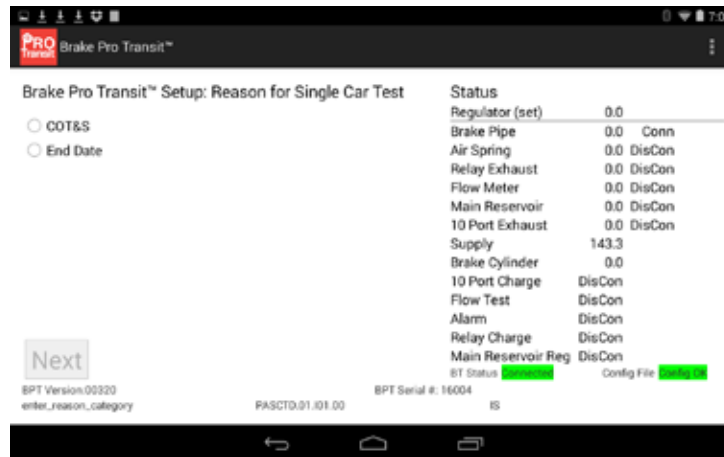 7:0
PRO
Transit
Brake Pro Transit™
Brake Pro Transit™ Setup: Reason for Single Car Test
COT&S
End Date
Next
Status
Regulator (set) 0.0
Brake Pipe 0.0 Conn
Air Spring 0.0 DisCon
Relay Exhaust 0.0 DisCon
Flow Meter 0.0 DisCon
Main Reservoir 0.0 DisCon
10 Port Exhaust 0.0 DisCon
Supply 143.3
Brake Cylinder 0.0
10 Port Charge DisCon
Flow Test DisCon
Alarm DisCon
Relay Charge DisCon
Main Reservoir Reg DisCon
BT Status Connected Config File Config OK
BPT Version:00320 BPT Serial #: 16004
enter_reason_category PASCTD.01.I01.00 IS